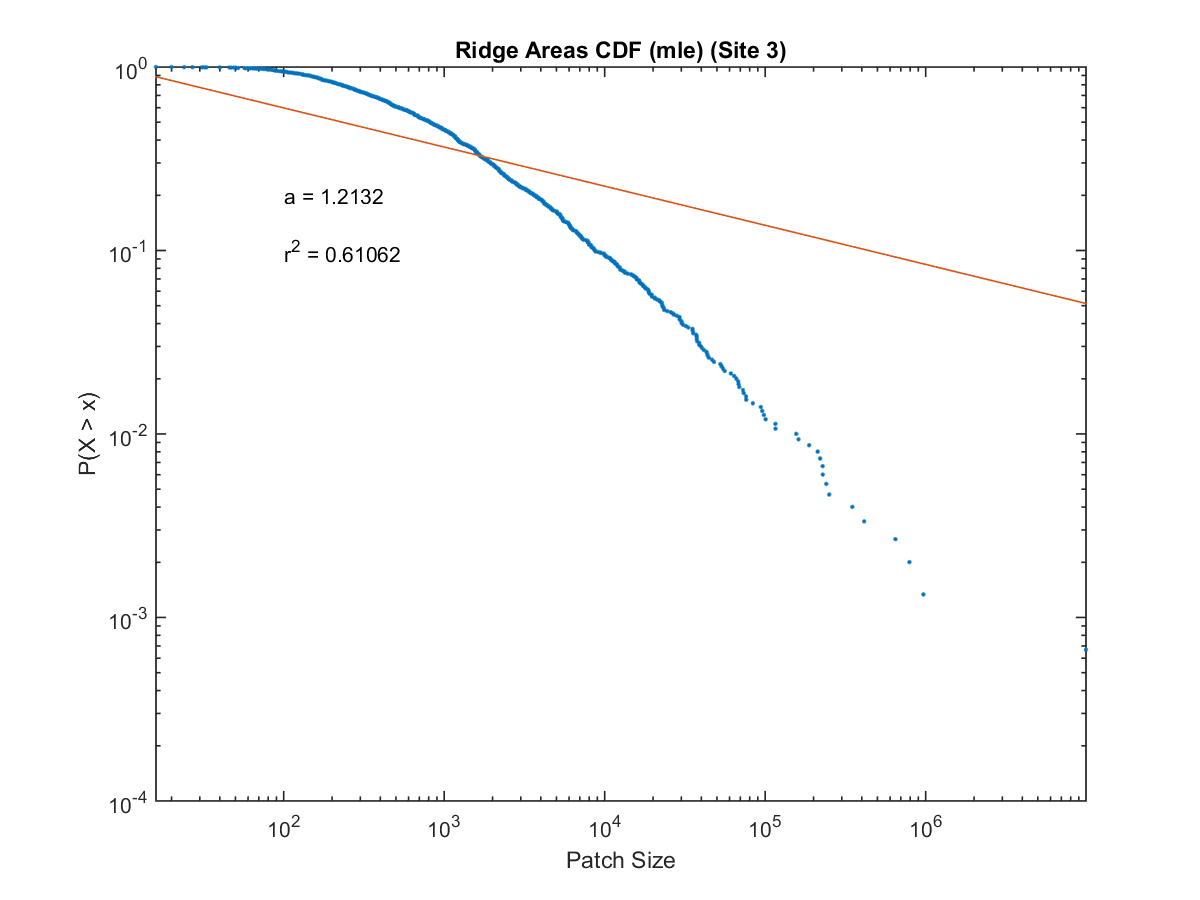 Ridge Areas CDF (mle) (Site 3)
10^0
10^-1
10^-2
10^-3
10^-4
P(X > x)
a = 1.2132
r^2 = 0.61062
10^2 10^3 10^4 10^5 10^6
Patch Size